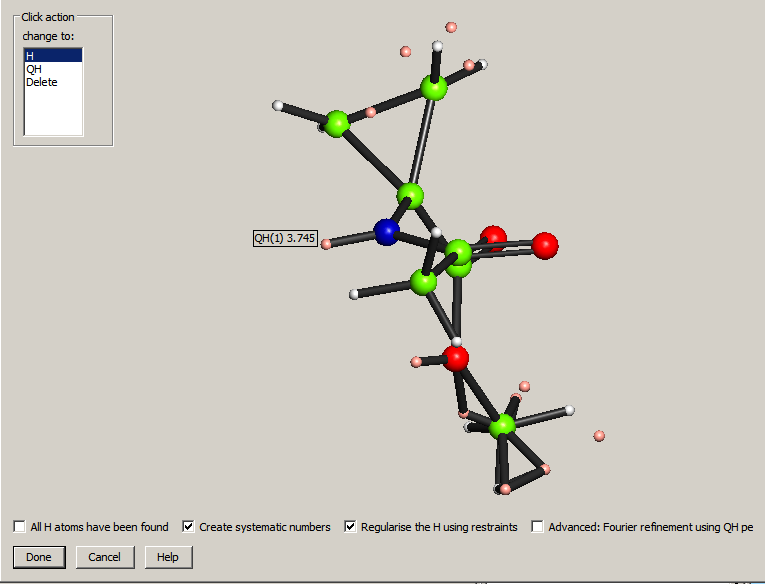 Click action
change to:
H
QH
Delete
QH(1) 3.745
All H atoms have been found
Create systematic numbers
Regularise the H using restraints
Advanced: Fourier refinement using QH pe
Done
Cancel
Help